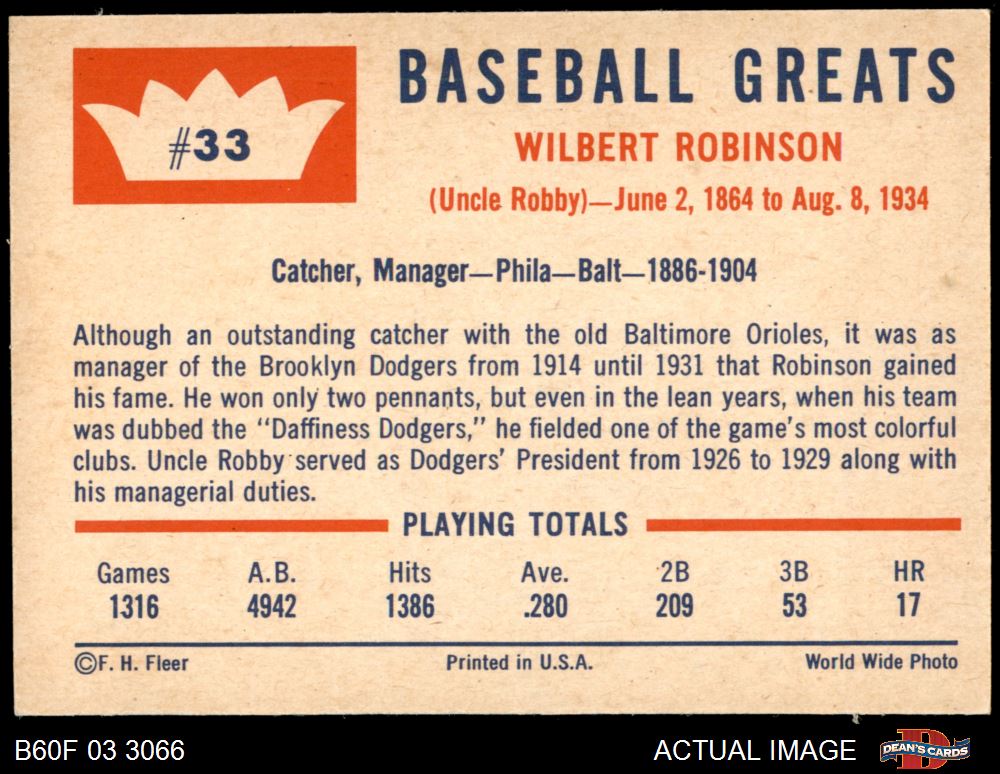 #33
BASEBALL GREATS
WILBERT ROBINSON
(Uncle Robby)—June 2, 1864 to Aug. 8, 1934
Catcher, Manager—Phila—Balt—1886-1904
Although an outstanding catcher with the old Baltimore Orioles, it was as
manager of the Brooklyn Dodgers from 1914 until 1931 that Robinson gained
his fame. He won only two pennants, but even in the lean years, when his team
was dubbed the "Daffiness Dodgers," he fielded one of the game's most colorful
clubs. Uncle Robby served as Dodgers' President from 1926 to 1929 along with
his managerial duties.
PLAYING TOTALS
Games A.B. Hits Ave. 2B 3B HR
1316 4942 1386 .280 209 53 17
©F. H. Fleer Printed in U.S.A. World Wide Photo
B60F 03 3066 ACTUAL IMAGE DEAN'S CARDS